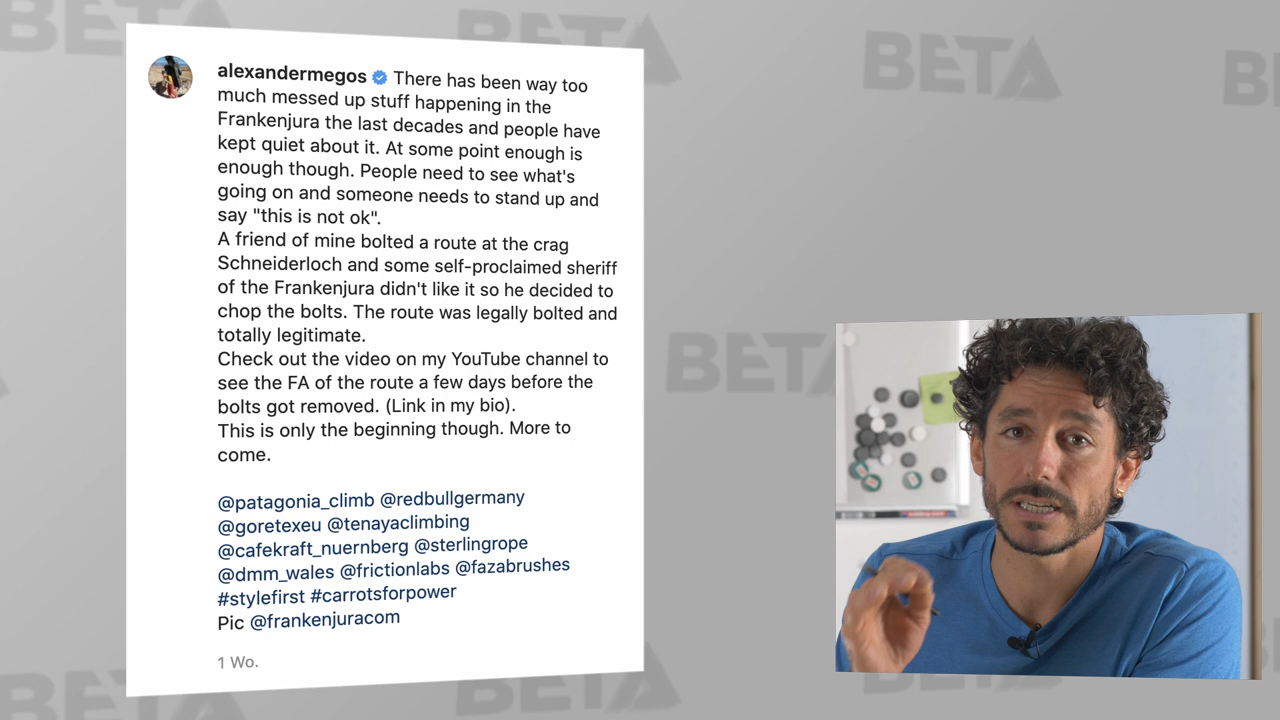 BETA
BETA
BETA
alexandermegos There has been way too
much messed up stuff happening in the
Frankenjura the last decades and people have
kept quiet about it. At some point enough is
enough though. People need to see what's
going on and someone needs to stand up and
say "this is not ok".
A friend of mine bolted a route at the crag
Schneiderloch and some self-proclaimed sheriff
of the Frankenjura didn't like it so he decided to
chop the bolts. The route was legally bolted and
totally legitimate.
Check out the video on my YouTube channel to
see the FA of the route a few days before the
bolts got removed. (Link in my bio).
This is only the beginning though. More to
come.
@patagonia_climb @redbullgermany
@goretexeu @tenayaclimbing
@cafekraft_nuernberg @sterlingrope
@dmm_wales @frictionlabs @fazabrushes
#stylefirst #carrotsforpower
Pic @frankenjuracom
1 Wo.
BETA
BETA
BETA